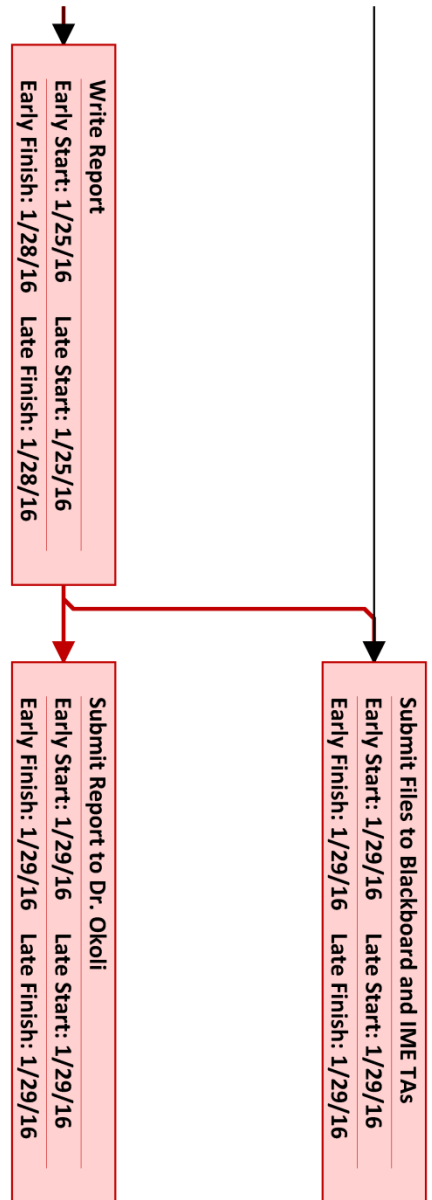 Write Report
Early Start: 1/25/16 Late Start: 1/25/16
Early Finish: 1/28/16 Late Finish: 1/28/16
Submit Files to Blackboard and IME TAs
Early Start: 1/29/16 Late Start: 1/29/16
Early Finish: 1/29/16 Late Finish: 1/29/16
Submit Report to Dr. Okoli
Early Start: 1/29/16 Late Start: 1/29/16
Early Finish: 1/29/16 Late Finish: 1/29/16